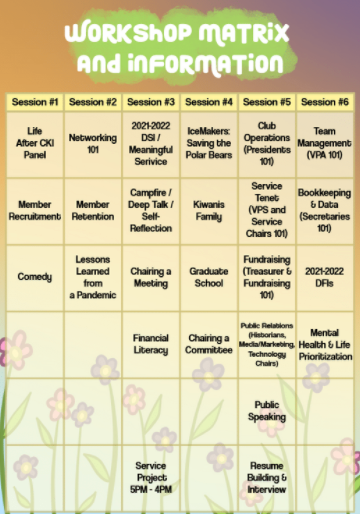 WORKSHOP MATRIX
AND INFORMATION
Session #1 Session #2 Session #3 Session #4 Session #5 Session #6
Life
After CKI
Panel
Networking
101
2021-2022
DSI /
Meaningful
Serivice
IceMakers:
Saving the
Polar Bears
Club
Operations
(Presidents
101)
Team
Management
(VPA 101)
Member
Recruitment
Member
Retention
Campfire /
Deep Talk /
Self-
Reflection
Kiwanis
Family
Service
Tenet
(VPS and
Service
Chairs 101)
Bookkeeping
& Data
(Secretaries
101)
Comedy
Lessons
Learned
from
a Pandemic
Chairing a
Meeting
Graduate
School
Fundraising
(Treasurer &
Fundraising
101)
2021-2022
DFIs
Financial
Literacy
Chairing a
Committee
Public Relations
(Historians,
Media/Marketing,
Technology
Chairs)
Mental
Health & Life
Prioritization
Public
Speaking
Service
Project
5PM - 4PM
Resume
Building &
Interview